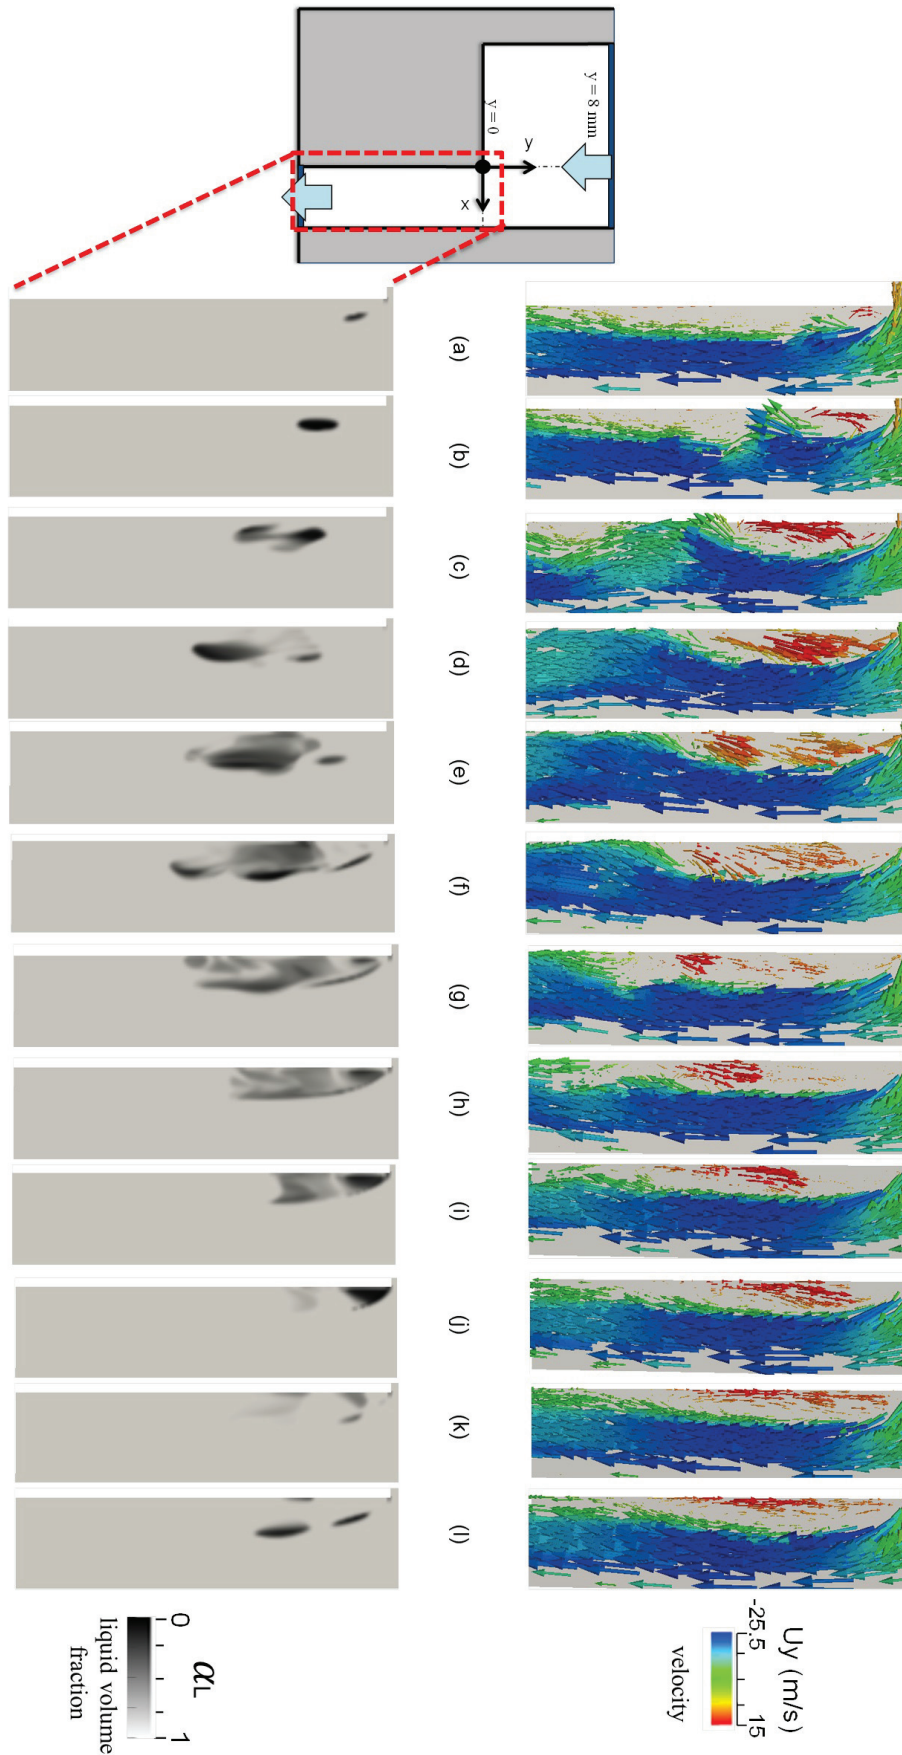 y = 8 mm
y = 0
y
x
(a)
(b)
(c)
(d)
(e)
(f)
(g)
(h)
(i)
(j)
(k)
(l)
Uy (m/s)
-25.5
15
velocity
αL
0
1
liquid volume
fraction